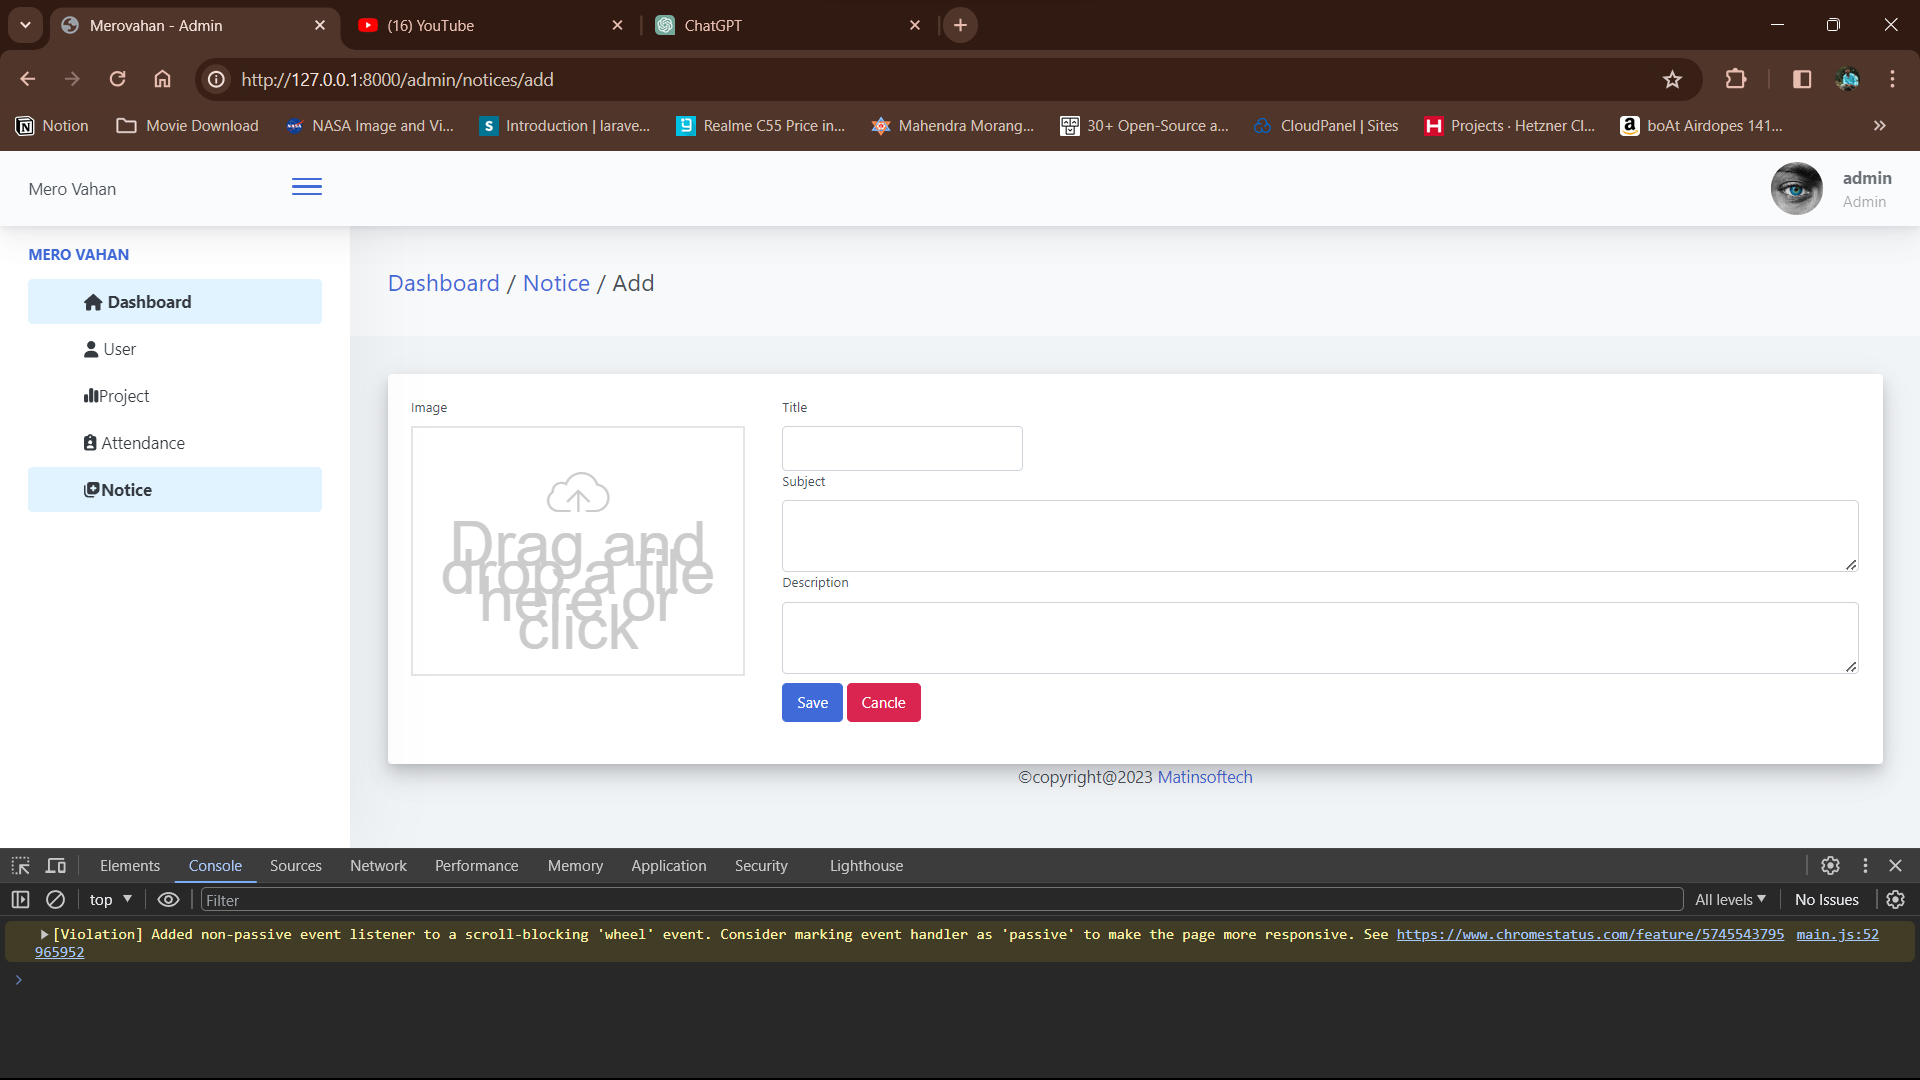 Merovahan - Admin
(16) YouTube
ChatGPT
http://127.0.0.1:8000/admin/notices/add
Notion
Movie Download
NASA Image and Vi...
S
Introduction | larave...
Realme C55 Price in...
Mahendra Morang...
30+ Open-Source a...
CloudPanel | Sites
H
Projects · Hetzner Cl...
a
boAt Airdopes 141...
Mero Vahan
admin
Admin
MERO VAHAN
Dashboard
User
Project
Attendance
Notice
Dashboard / Notice / Add
Image
Drag and
drop a file
here or
click
Title
Subject
Description
Save
Cancle
©copyright@2023 Matinsoftech
Elements
Console
Sources
Network
Performance
Memory
Application
Security
Lighthouse
top
Filter
All levels
No Issues
[Violation] Added non-passive event listener to a scroll-blocking 'wheel' event. Consider marking event handler as 'passive' to make the page more responsive. See https://www.chromestatus.com/feature/5745543795 main.js:52
965952